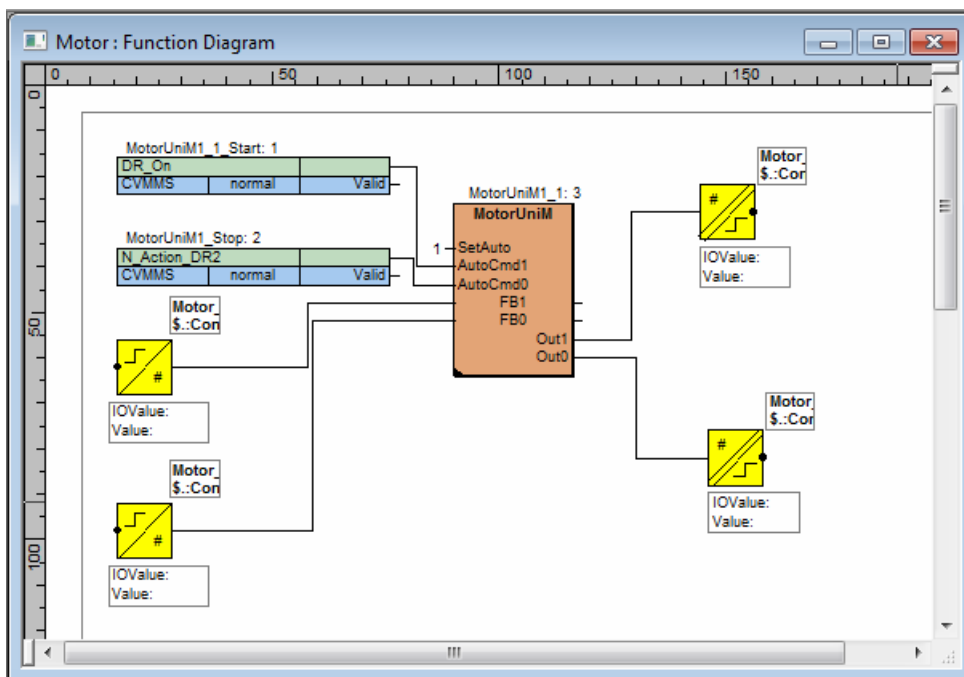 Motor : Function Diagram
0 50 100 150
0
50
100
MotorUniM1_1_Start: 1
DR_On
CVMMS normal Valid
MotorUniM1_Stop: 2
N_Action_DR2
CVMMS normal Valid
Motor_
$.:Con
#
IOValue:
Value:
Motor_
$.:Con
#
IOValue:
Value:
MotorUniM1_1: 3
MotorUniM
1 SetAuto
AutoCmd1
AutoCmd0
FB1
FB0
Out1
Out0
Motor_
$.:Cor
#
IOValue:
Value:
Motor_
$.:Cor
#
IOValue:
Value: